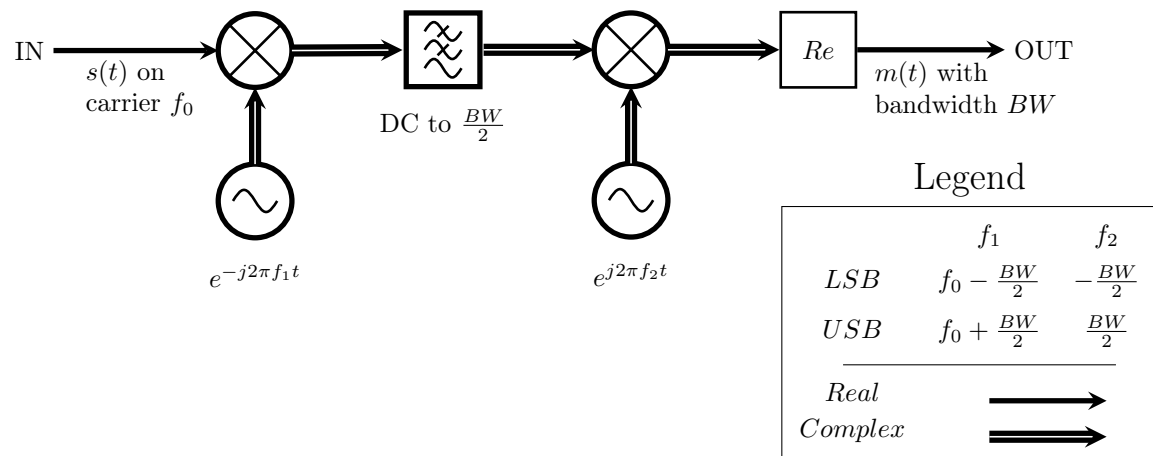 IN
s(t) on
carrier f₀
DC to BW/2
Re
OUT
m(t) with
bandwidth BW
e^{-j2πf₁t}
e^{j2πf₂t}
Legend
f₁ f₂
LSB f₀ − BW/2 −BW/2
USB f₀ + BW/2 BW/2
Real
Complex